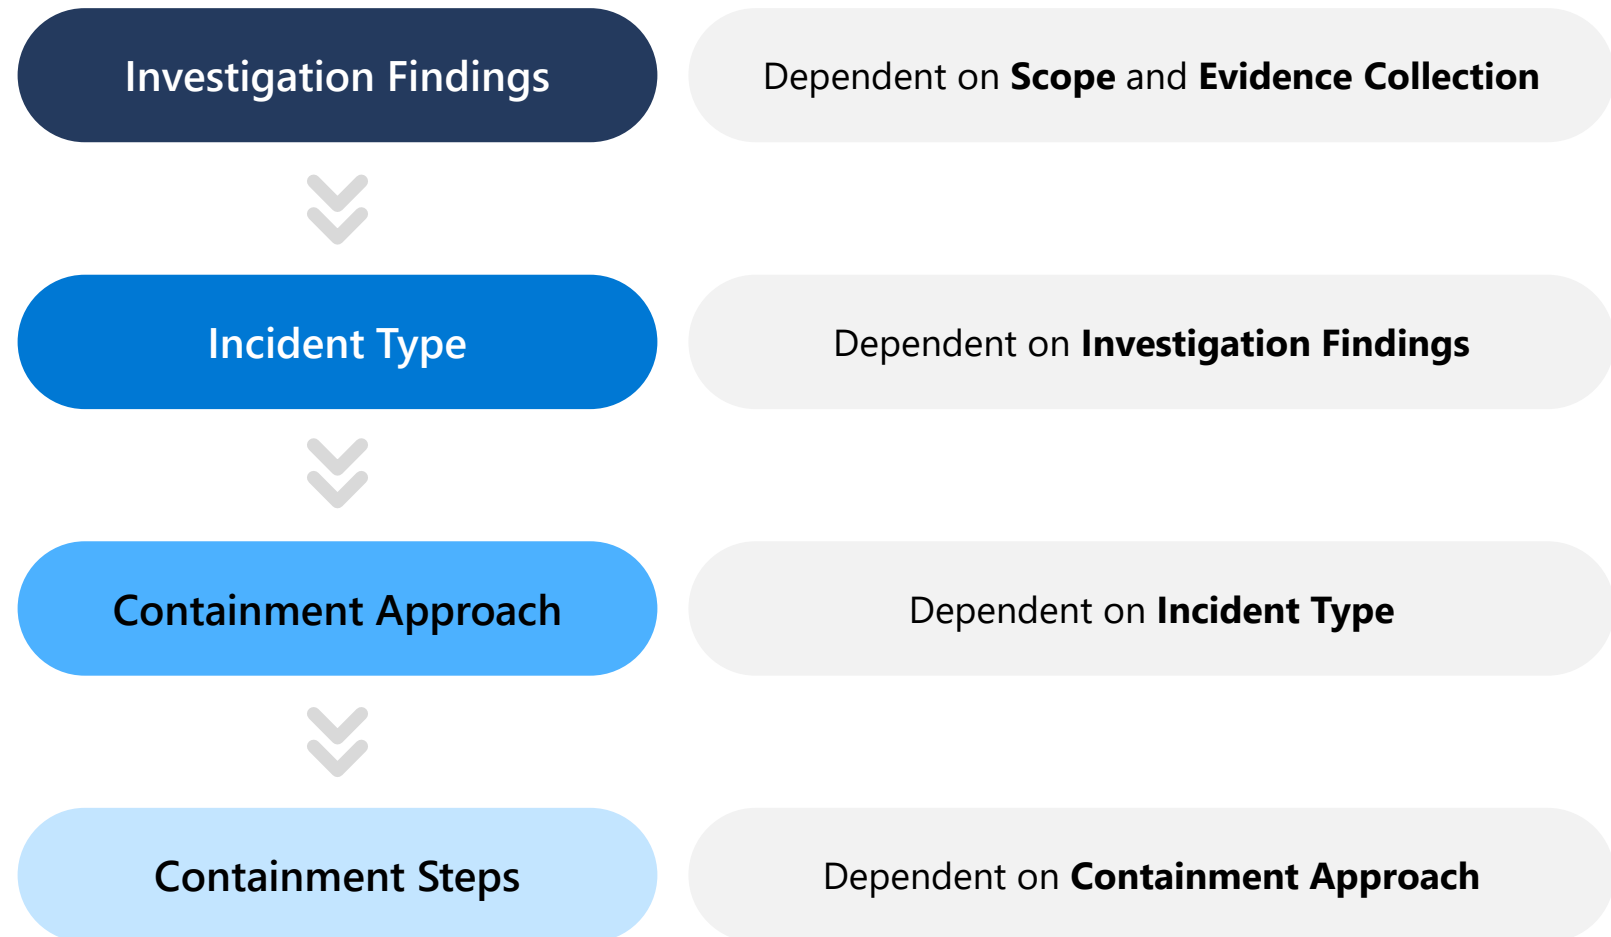 Investigation Findings
Dependent on Scope and Evidence Collection
Incident Type
Dependent on Investigation Findings
Containment Approach
Dependent on Incident Type
Containment Steps
Dependent on Containment Approach